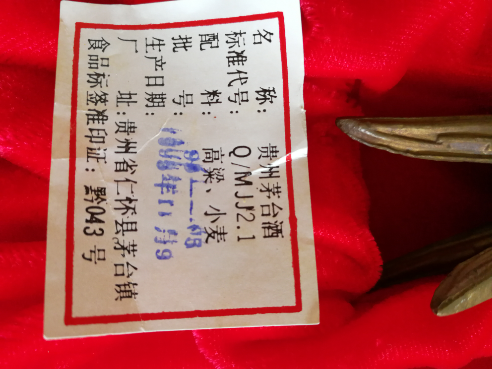 名 称：贵州茅台酒
标准代号：Q/MJJ2.1
配 料：高粱、小麦
批 号：
生产日期：
厂 址：贵州省仁怀县茅台镇
食品标签准印证：黔043号